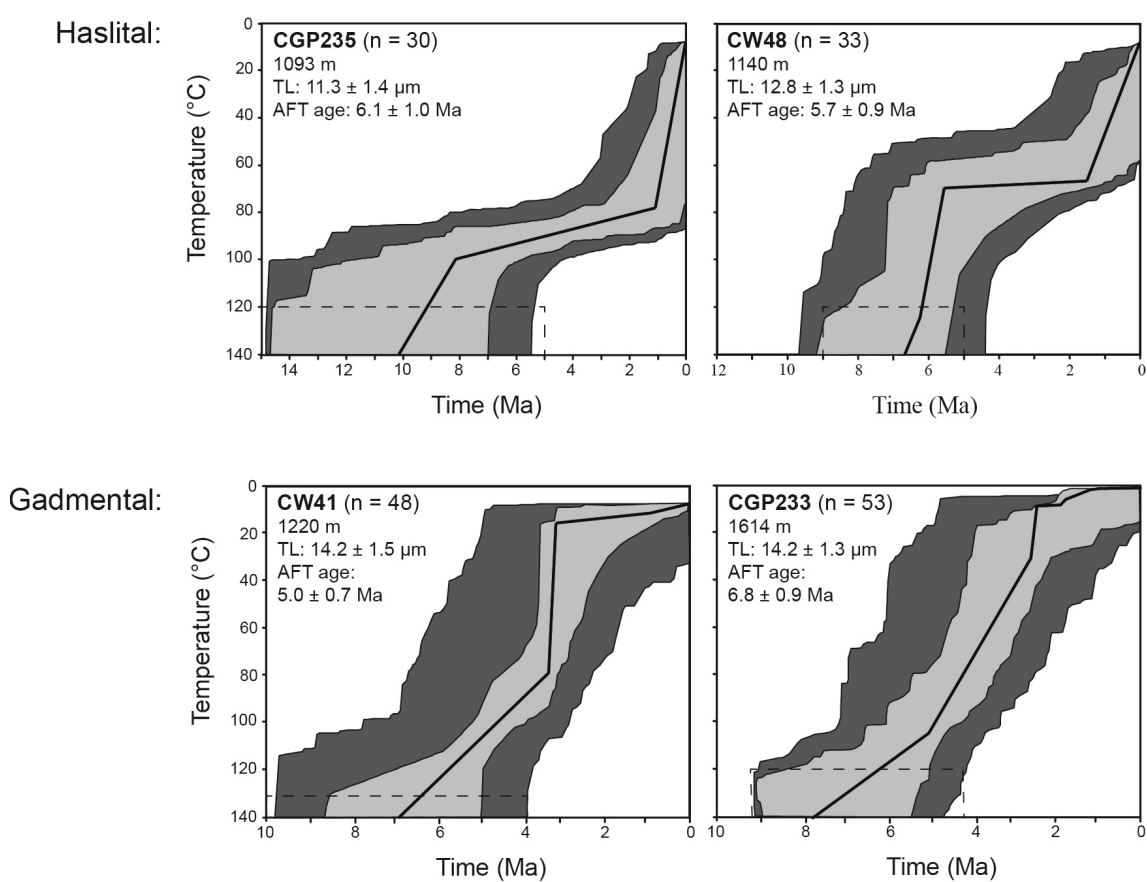 Haslital:
CGP235 (n = 30)
1093 m
TL: 11.3 ± 1.4 µm
AFT age: 6.1 ± 1.0 Ma
Temperature (°C)
0
20
40
60
80
100
120
140
14 12 10 8 6 4 2 0
Time (Ma)
CW48 (n = 33)
1140 m
TL: 12.8 ± 1.3 µm
AFT age: 5.7 ± 0.9 Ma
12 10 8 6 4 2 0
Time (Ma)
Gadmental:
CW41 (n = 48)
1220 m
TL: 14.2 ± 1.5 µm
AFT age:
5.0 ± 0.7 Ma
Temperature (°C)
0
20
40
60
80
100
120
140
10 8 6 4 2 0
Time (Ma)
CGP233 (n = 53)
1614 m
TL: 14.2 ± 1.3 µm
AFT age:
6.8 ± 0.9 Ma
10 8 6 4 2 0
Time (Ma)